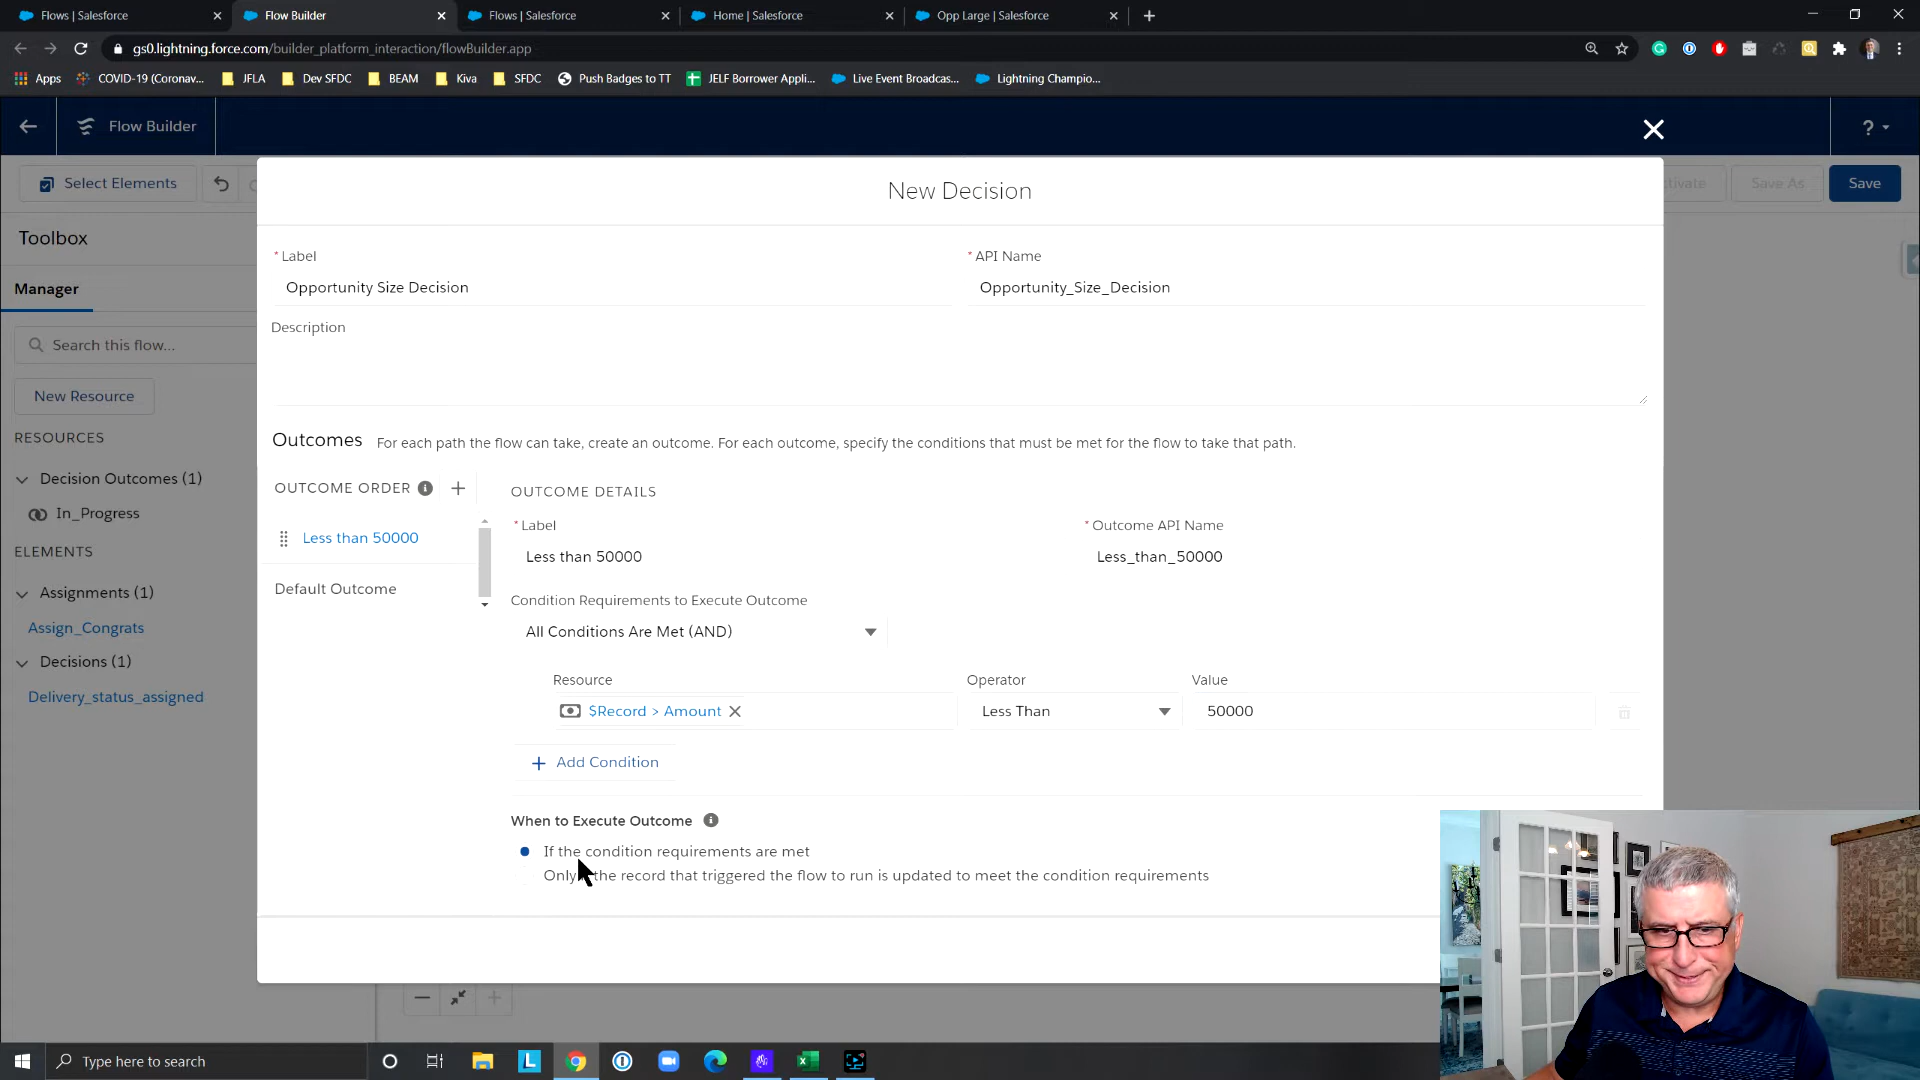 Flows | Salesforce
Flow Builder
Flows | Salesforce
Home | Salesforce
Opp Large | Salesforce
gs0.lightning.force.com/builder_platform_interaction/flowBuilder.app
Apps
COVID-19 (Coronav...
JFLA
Dev SFDC
BEAM
Kiva
SFDC
Push Badges to TT
JELF Borrower Appli...
Live Event Broadcas...
Lightning Champio...
Flow Builder
?
Select Elements
Save As
Save
Toolbox
Manager
Search this flow...
New Resource
RESOURCES
Decision Outcomes (1)
In_Progress
ELEMENTS
Assignments (1)
Assign_Congrats
Decisions (1)
Delivery_status_assigned
New Decision
* Label
Opportunity Size Decision
* API Name
Opportunity_Size_Decision
Description
Outcomes
For each path the flow can take, create an outcome. For each outcome, specify the conditions that must be met for the flow to take that path.
OUTCOME ORDER
Less than 50000
Default Outcome
OUTCOME DETAILS
* Label
Less than 50000
* Outcome API Name
Less_than_50000
Condition Requirements to Execute Outcome
All Conditions Are Met (AND)
Resource
$Record > Amount
Operator
Less Than
Value
50000
Add Condition
When to Execute Outcome
If the condition requirements are met
Only the record that triggered the flow to run is updated to meet the condition requirements
Type here to search